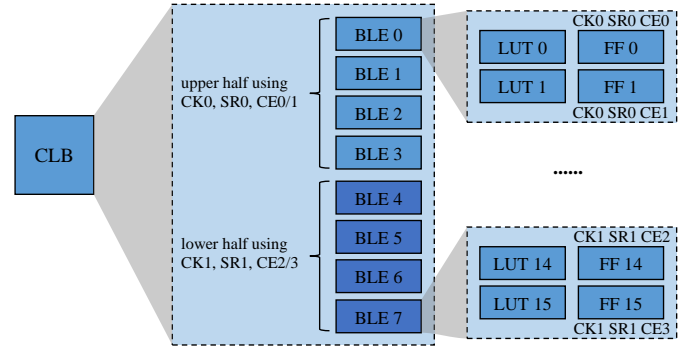 CLB
upper half using
CK0, SR0, CE0/1
lower half using
CK1, SR1, CE2/3
BLE 0
BLE 1
BLE 2
BLE 3
BLE 4
BLE 5
BLE 6
BLE 7
CK0 SR0 CE0
LUT 0 FF 0
LUT 1 FF 1
CK0 SR0 CE1
......
CK1 SR1 CE2
LUT 14 FF 14
LUT 15 FF 15
CK1 SR1 CE3